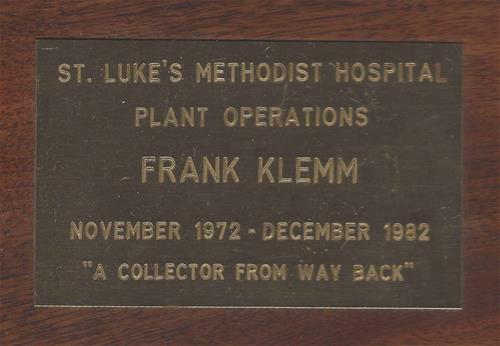 ST. LUKE'S METHODIST HOSPITAL
PLANT OPERATIONS
FRANK KLEMM
NOVEMBER 1972 - DECEMBER 1982
"A COLLECTOR FROM WAY BACK"